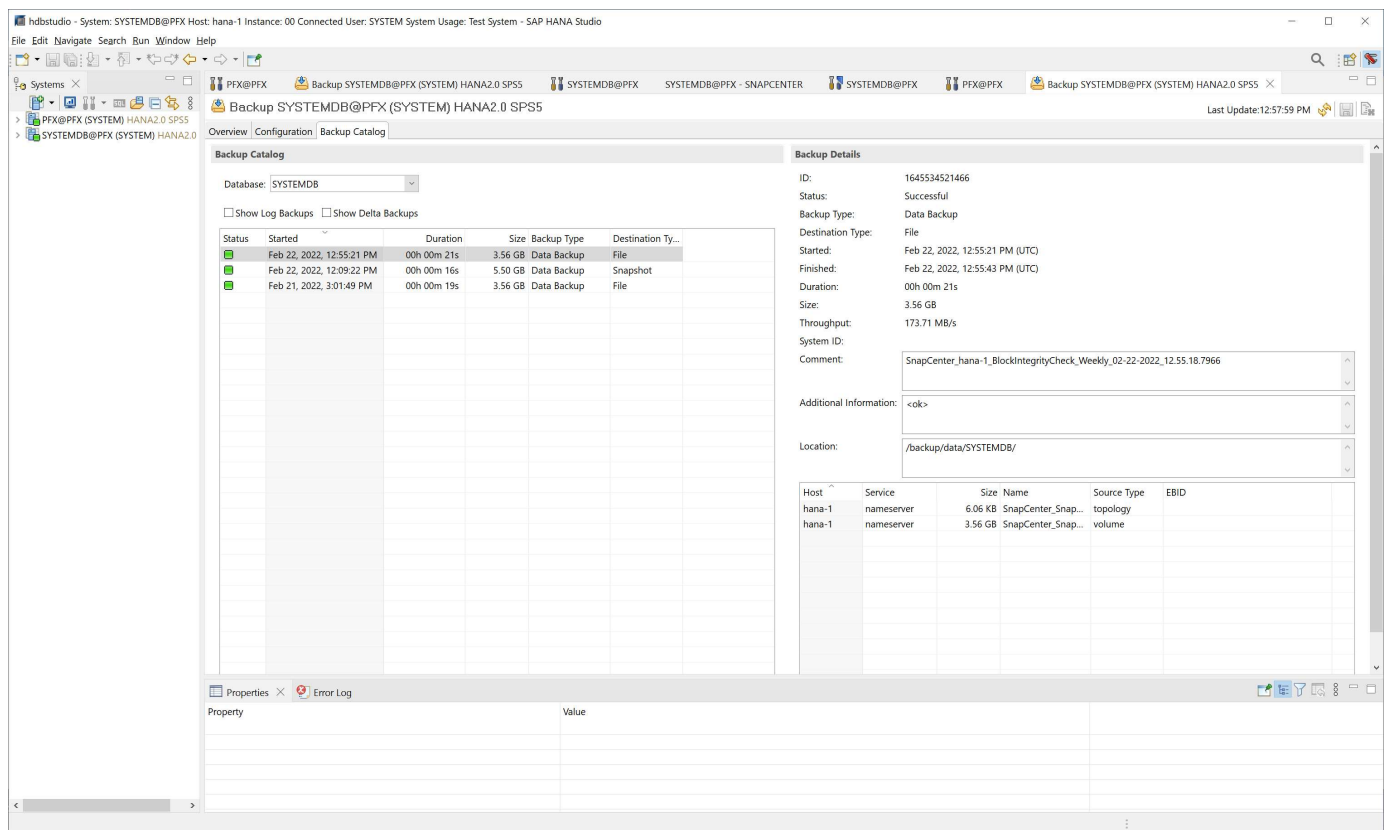 hdbstudio - System: SYSTEMDB@PFX Host: hana-1 Instance: 00 Connected User: SYSTEM System Usage: Test System - SAP HANA Studio
File Edit Navigate Search Run Window Help
Systems
PFX@PFX (SYSTEM) HANA2.0 SPS5
SYSTEMDB@PFX (SYSTEM) HANA2.0
PFX@PFX Backup SYSTEMDB@PFX (SYSTEM) HANA2.0 SPS5 SYSTEMDB@PFX SYSTEMDB@PFX - SNAPCENTER SYSTEMDB@PFX PFX@PFX Backup SYSTEMDB@PFX (SYSTEM) HANA2.0 SPS5
Backup SYSTEMDB@PFX (SYSTEM) HANA2.0 SPS5
Last Update:12:57:59 PM
Overview Configuration Backup Catalog
Backup Catalog
Database: SYSTEMDB
Show Log Backups Show Delta Backups
Status Started Duration Size Backup Type Destination Ty...
Feb 22, 2022, 12:55:21 PM 00h 00m 21s 3.56 GB Data Backup File
Feb 22, 2022, 12:09:22 PM 00h 00m 16s 5.50 GB Data Backup Snapshot
Feb 21, 2022, 3:01:49 PM 00h 00m 19s 3.56 GB Data Backup File
Backup Details
ID: 1645534521466
Status: Successful
Backup Type: Data Backup
Destination Type: File
Started: Feb 22, 2022, 12:55:21 PM (UTC)
Finished: Feb 22, 2022, 12:55:43 PM (UTC)
Duration: 00h 00m 21s
Size: 3.56 GB
Throughput: 173.71 MB/s
System ID:
Comment: SnapCenter_hana-1_BlockIntegrityCheck_Weekly_02-22-2022_12.55.18.7966
Additional Information: <ok>
Location: /backup/data/SYSTEMDB/
Host Service Size Name Source Type EBID
hana-1 nameserver 6.06 KB SnapCenter_Snap... topology
hana-1 nameserver 3.56 GB SnapCenter_Snap... volume
Properties Error Log
Property Value